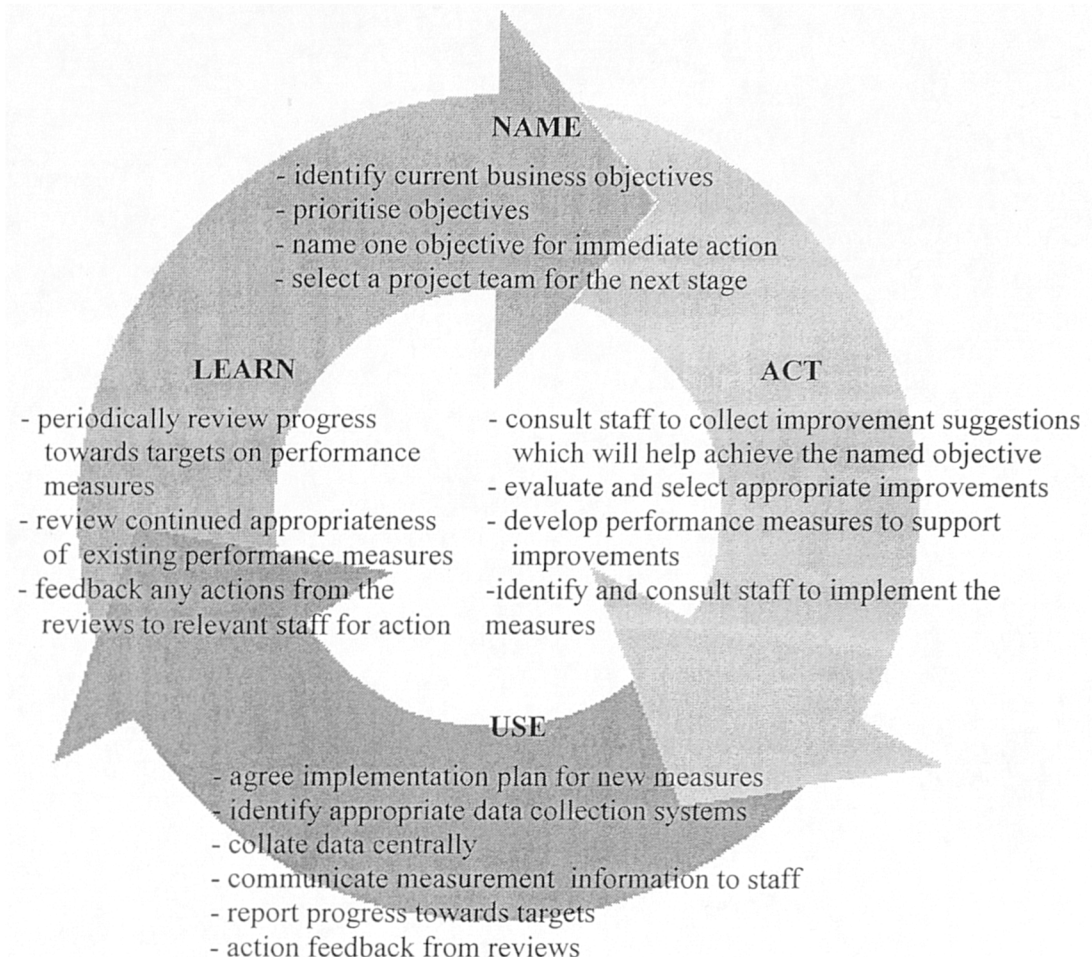 NAME
- identify current business objectives
- prioritise objectives
- name one objective for immediate action
- select a project team for the next stage
LEARN
- periodically review progress
towards targets on performance
measures
- review continued appropriateness
of existing performance measures
- feedback any actions from the
reviews to relevant staff for action
ACT
- consult staff to collect improvement suggestions
which will help achieve the named objective
- evaluate and select appropriate improvements
- develop performance measures to support
improvements
-identify and consult staff to implement the
measures
USE
- agree implementation plan for new measures
- identify appropriate data collection systems
- collate data centrally
- communicate measurement information to staff
- report progress towards targets
- action feedback from reviews